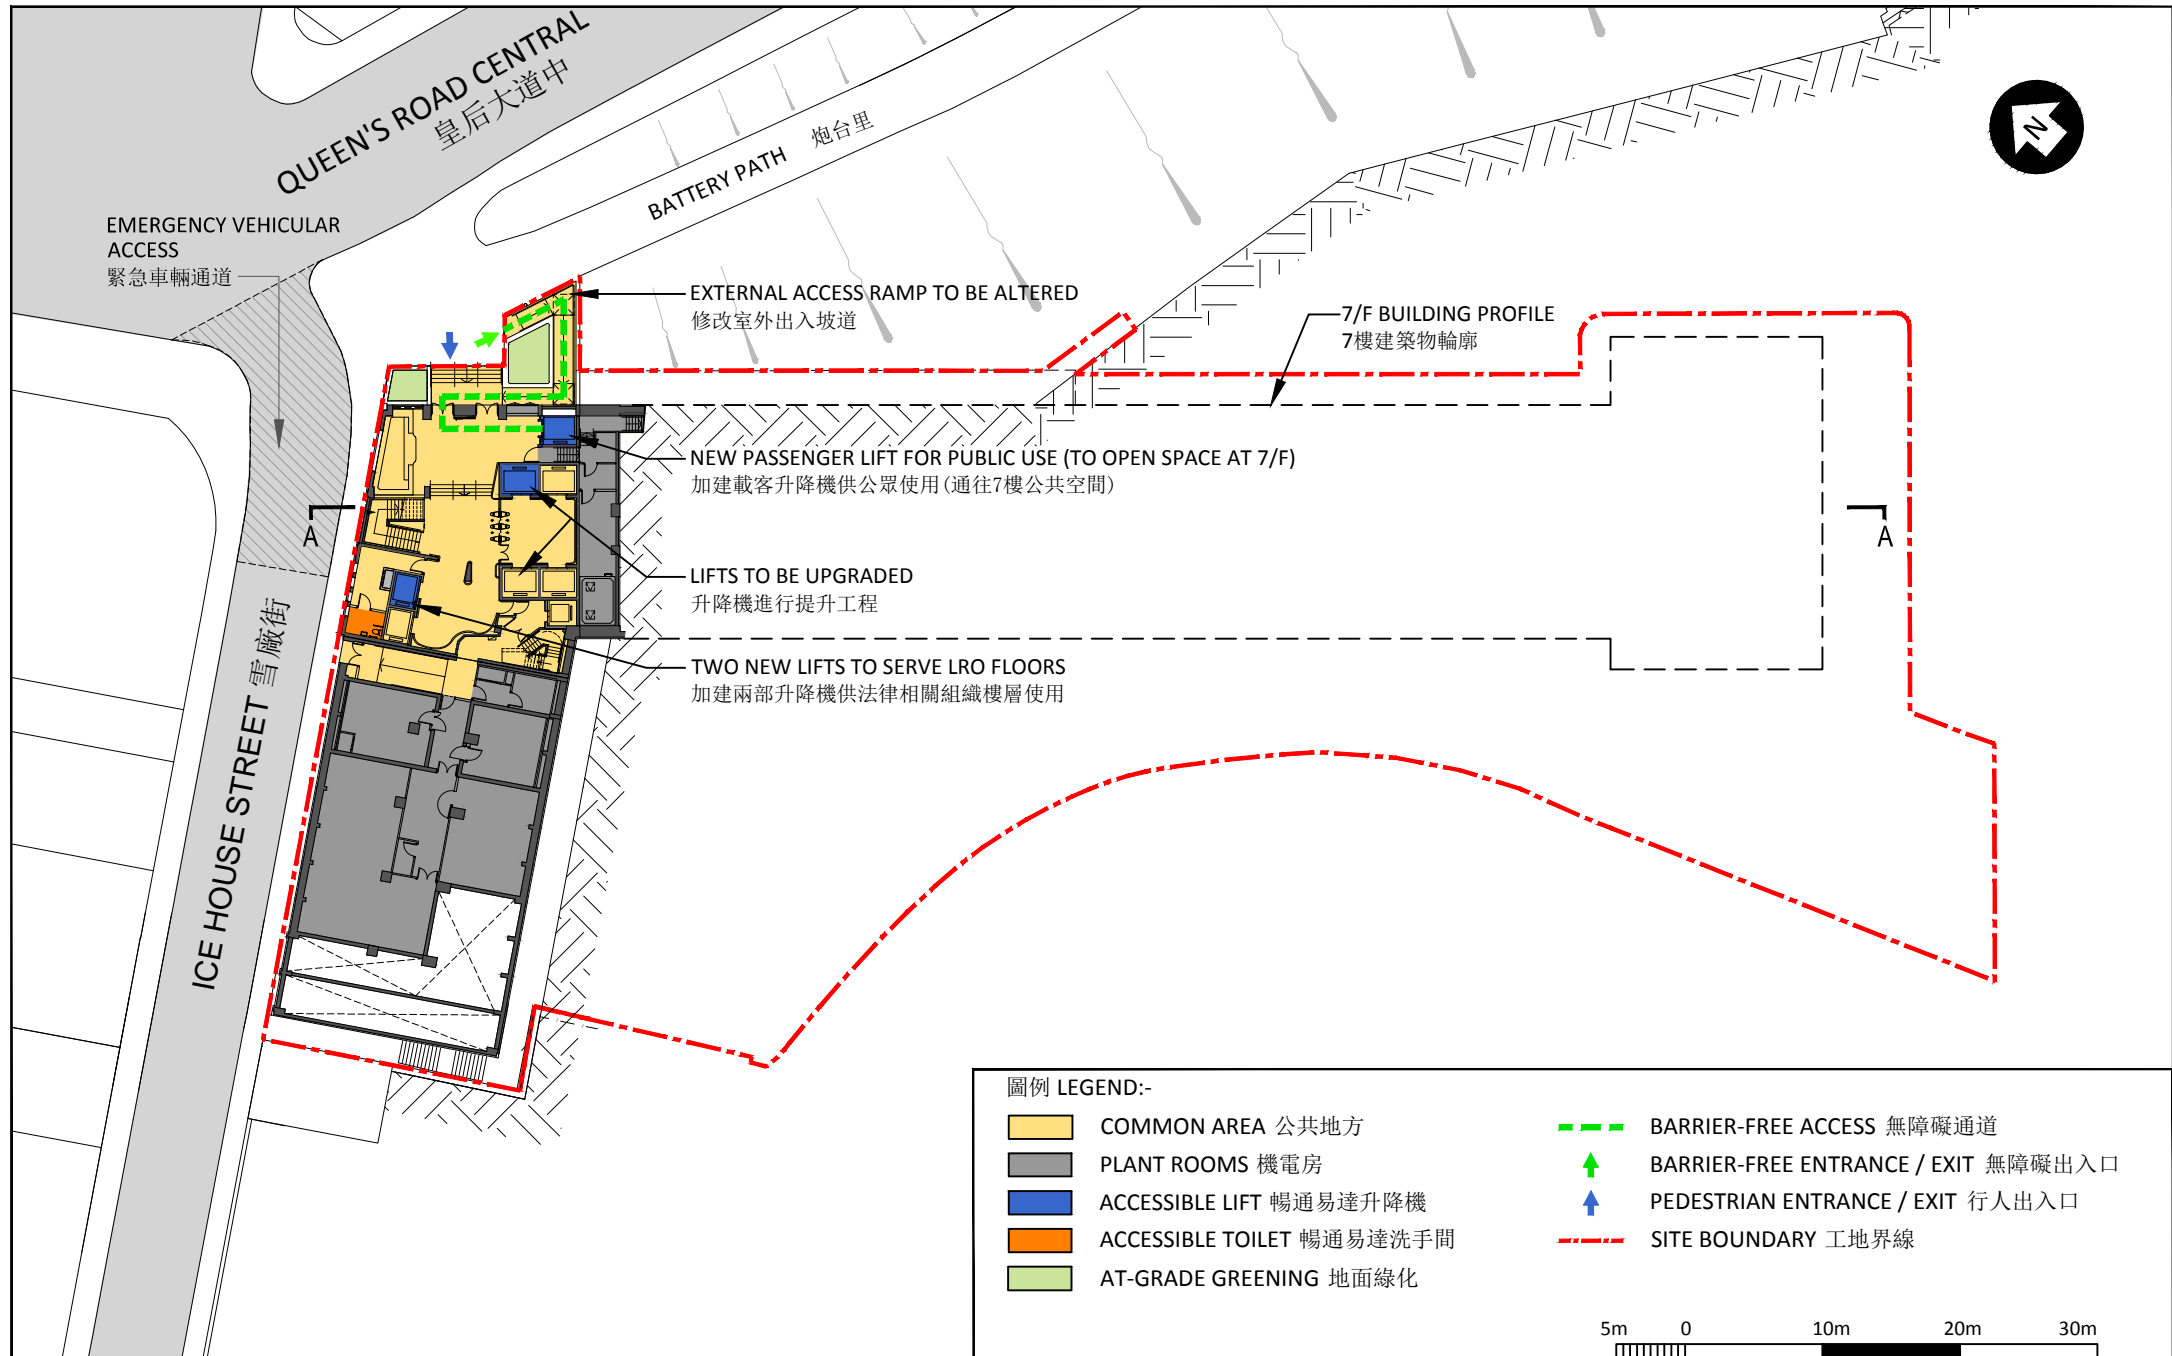 QUEEN'S ROAD CENTRAL
皇后大道中
BATTERY PATH 炮台里
N
EMERGENCY VEHICULAR
ACCESS
緊急車輛通道
EXTERNAL ACCESS RAMP TO BE ALTERED
修改室外出入坡道
7/F BUILDING PROFILE
7樓建築物輪廓
NEW PASSENGER LIFT FOR PUBLIC USE (TO OPEN SPACE AT 7/F)
加建載客升降機供公眾使用(通往7樓公共空間)
A
A
LIFTS TO BE UPGRADED
升降機進行提升工程
TWO NEW LIFTS TO SERVE LRO FLOORS
加建兩部升降機供法律相關組織樓層使用
ICE HOUSE STREET 雪廠街
圖例 LEGEND:-
COMMON AREA 公共地方
PLANT ROOMS 機電房
ACCESSIBLE LIFT 暢通易達升降機
ACCESSIBLE TOILET 暢通易達洗手間
AT-GRADE GREENING 地面綠化
BARRIER-FREE ACCESS 無障礙通道
BARRIER-FREE ENTRANCE / EXIT 無障礙出入口
PEDESTRIAN ENTRANCE / EXIT 行人出入口
SITE BOUNDARY 工地界線
5m 0 10m 20m 30m